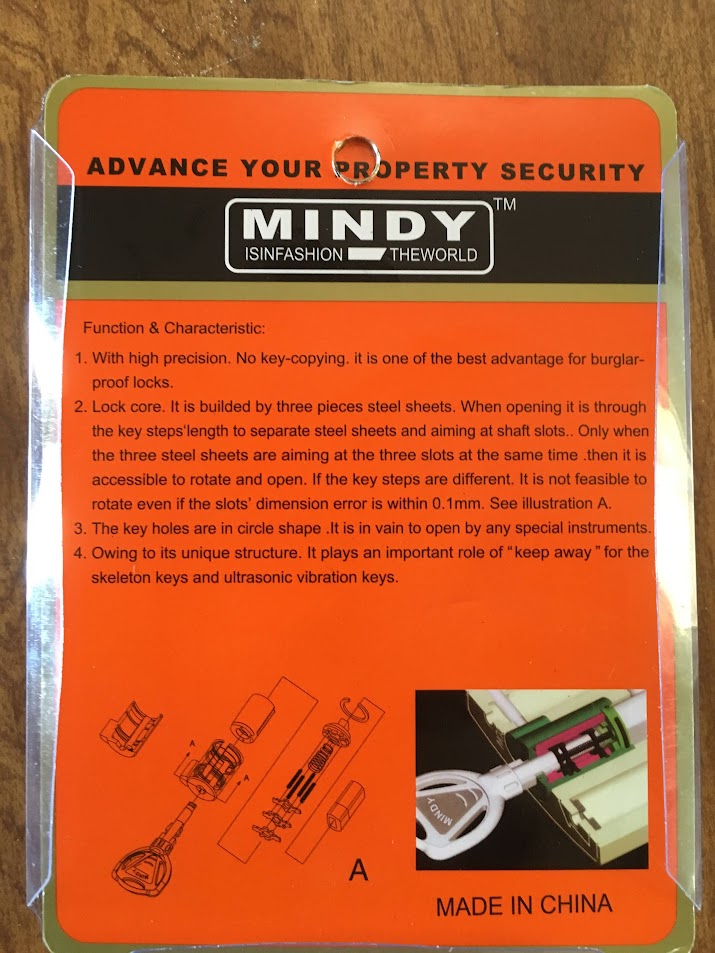 ADVANCE YOUR PROPERTY SECURITY
MINDY TM
ISINFASHION THEWORLD
Function & Characteristic:
1. With high precision. No key-copying. it is one of the best advantage for burglar-
proof locks.
2. Lock core. It is builded by three pieces steel sheets. When opening it is through
the key steps'length to separate steel sheets and aiming at shaft slots.. Only when
the three steel sheets are aiming at the three slots at the same time .then it is
accessible to rotate and open. If the key steps are different. It is not feasible to
rotate even if the slots' dimension error is within 0.1mm. See illustration A.
3. The key holes are in circle shape .It is in vain to open by any special instruments.
4. Owing to its unique structure. It plays an important role of “keep away ” for the
skeleton keys and ultrasonic vibration keys.
A
A
MINDY
A
MINDY
MADE IN CHINA